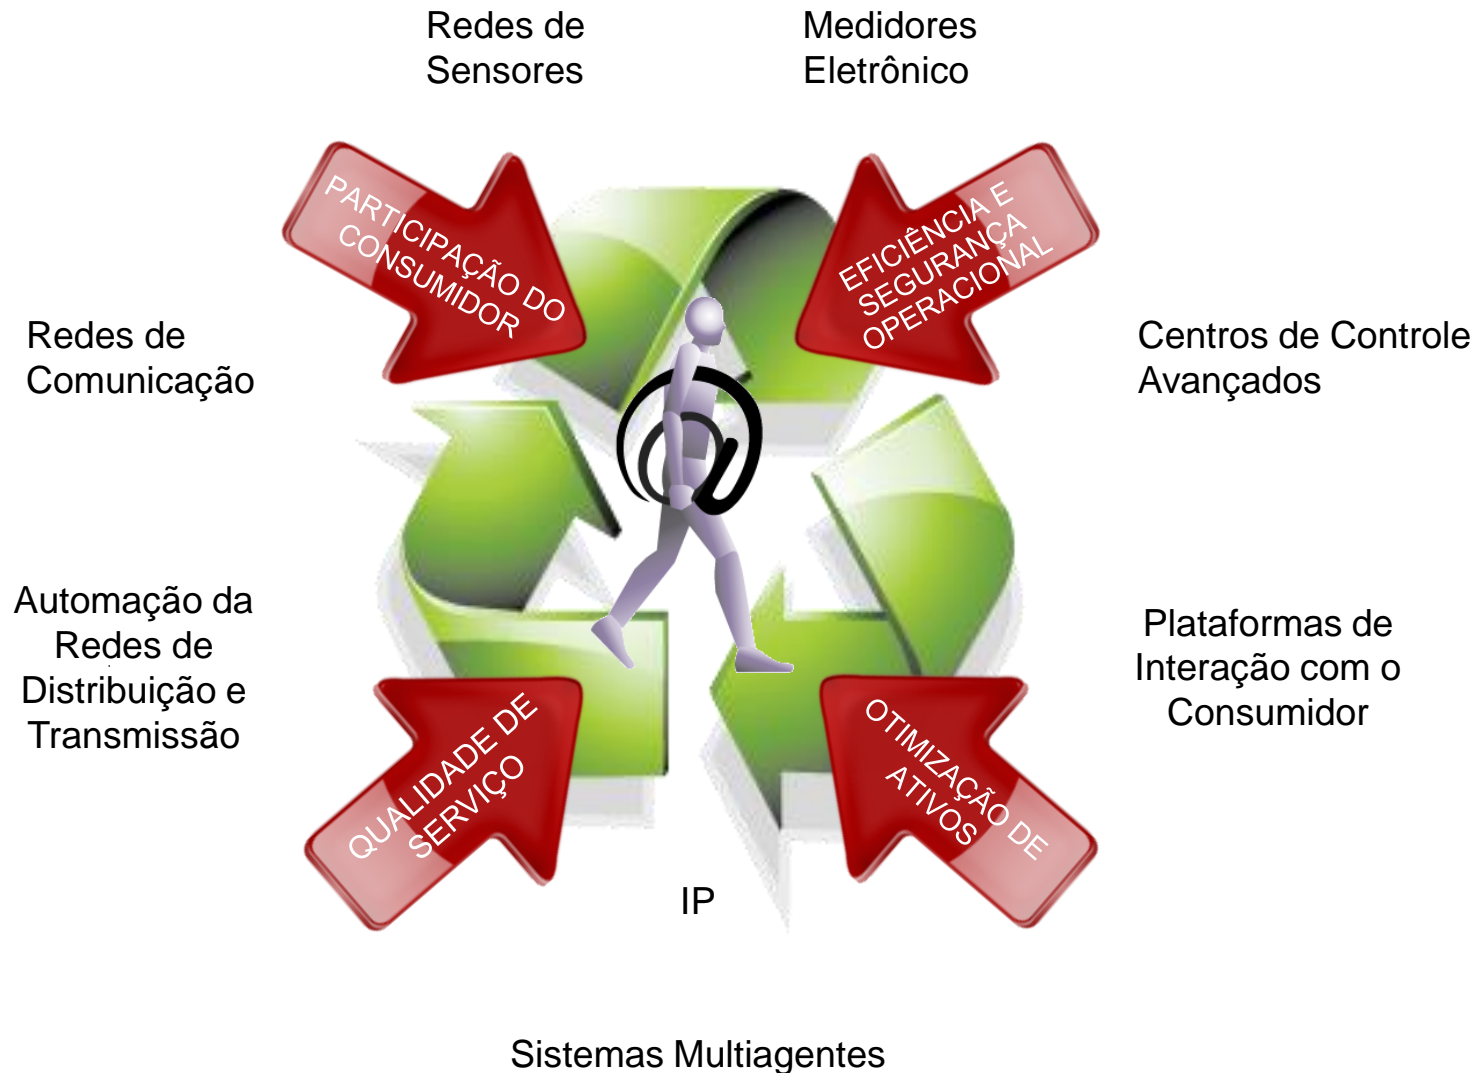 Redes de
Sensores
Medidores
Eletrônico
PARTICIPAÇÃO DO
CONSUMIDOR
EFICIÊNCIA E
SEGURANÇA
OPERACIONAL
Redes de
Comunicação
Centros de Controle
Avançados
Automação da
Redes de
Distribuição e
Transmissão
Plataformas de
Interação com o
Consumidor
QUALIDADE DE
SERVIÇO
OTIMIZAÇÃO DE
ATIVOS
IP
Sistemas Multiagentes